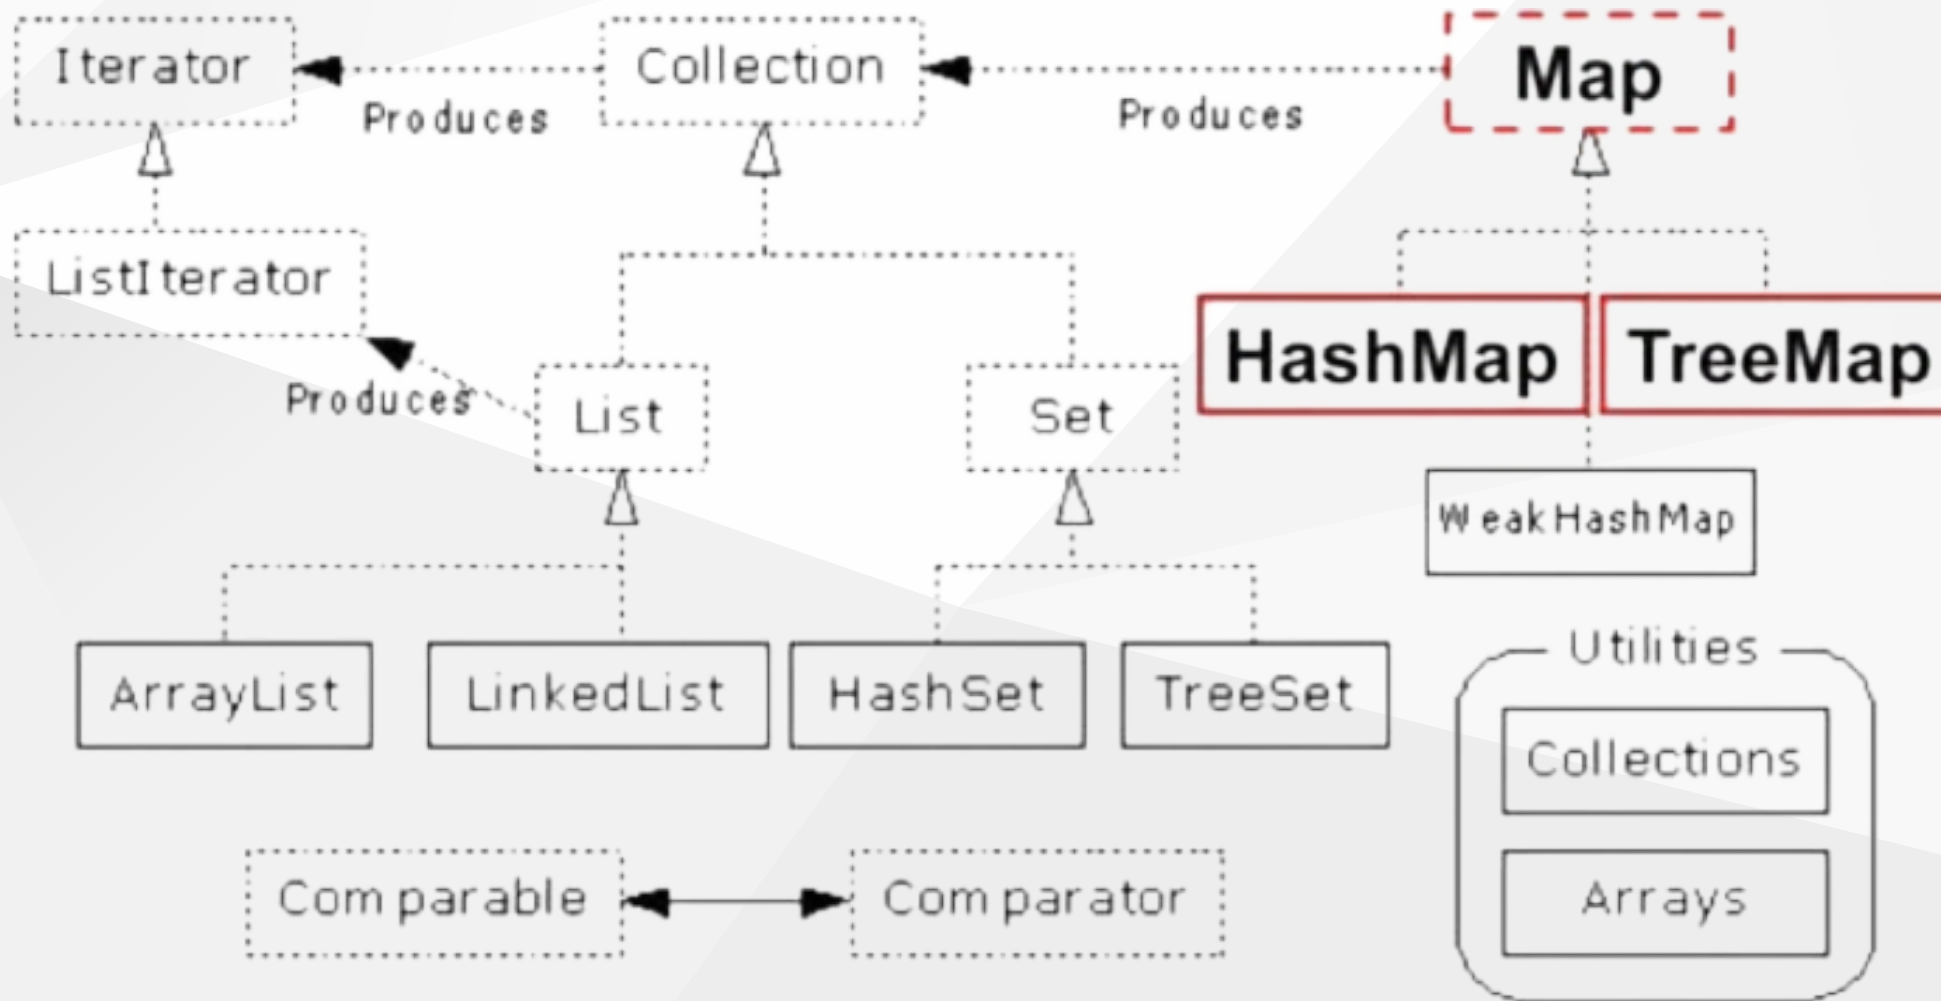 Iterator
Collection
Map
Produces
Produces
ListIterator
HashMap
TreeMap
Produces
List
Set
WeakHashMap
Utilities
ArrayList
LinkedList
HashSet
TreeSet
Collections
Comparable
Comparator
Arrays